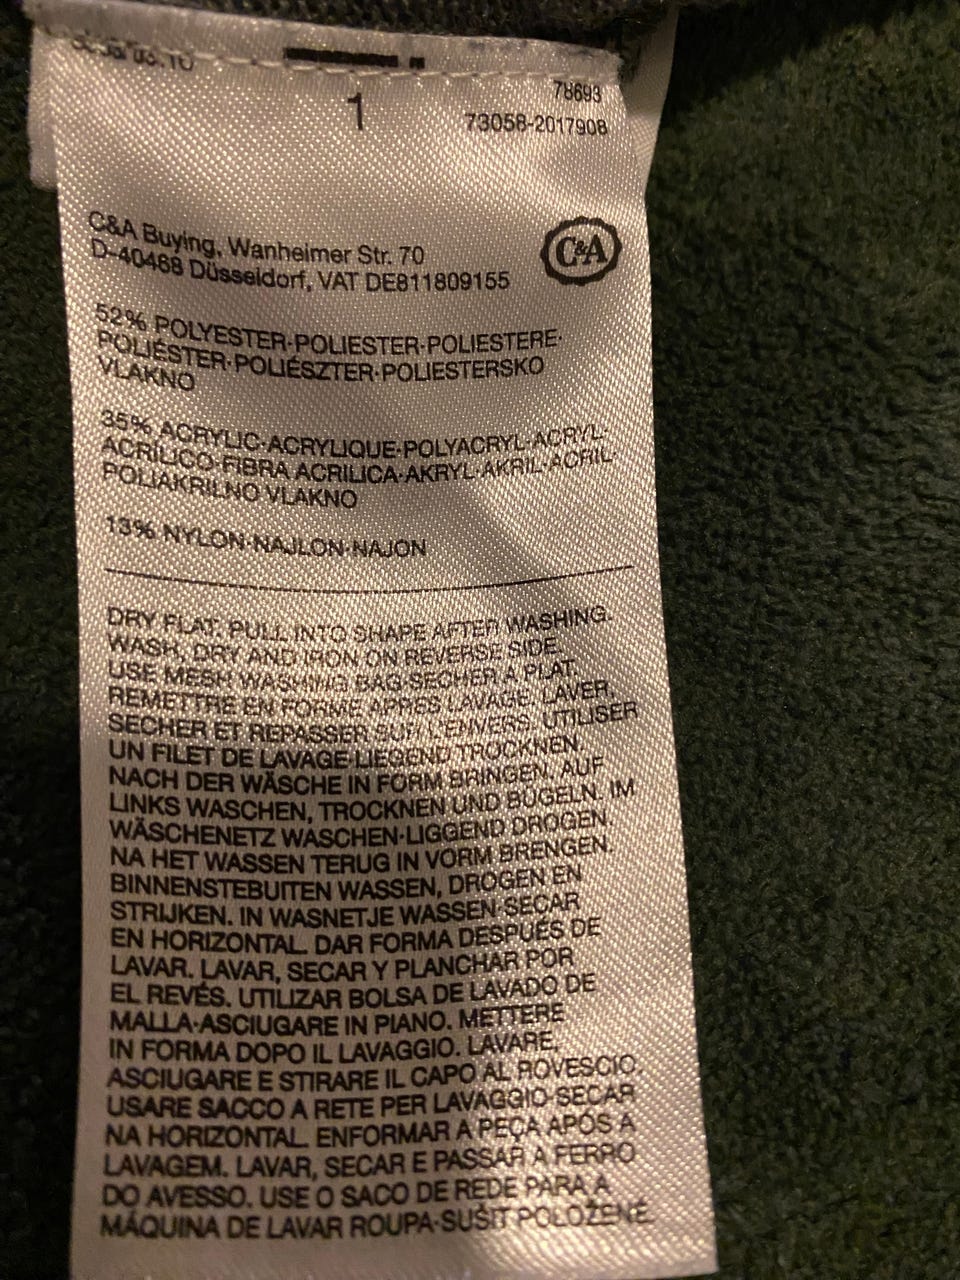 1
78693
73058-2017908
C&A Buying, Wanheimer Str. 70
D-40468 Düsseldorf, VAT DE811809155
C&A
52% POLYESTER·POLIESTER·POLIESTERE·
POLIÉSTER·POLIÉSZTER·POLIESTERSKO
VLAKNO
35% ACRYLIC·ACRYLIQUE·POLYACRYL·ACRYL·
ACRÍLICO·FIBRA ACRILICA·AKRYL·AKRIL·ACRIL·
POLIAKRILNO VLAKNO
13% NYLON·NAJLON·NAJON
DRY FLAT. PULL INTO SHAPE AFTER WASHING.
WASH, DRY AND IRON ON REVERSE SIDE.
USE MESH WASHING BAG·SECHER A PLAT.
REMETTRE EN FORME APRES LAVAGE. LAVER,
SECHER ET REPASSER SUR L'ENVERS. UTILISER
UN FILET DE LAVAGE·LIEGEND TROCKNEN.
NACH DER WÄSCHE IN FORM BRINGEN. AUF
LINKS WASCHEN, TROCKNEN UND BÜGELN. IM
WÄSCHENETZ WASCHEN·LIGGEND DROGEN.
NA HET WASSEN TERUG IN VORM BRENGEN.
BINNENSTEBUITEN WASSEN, DROGEN EN
STRIJKEN. IN WASNETJE WASSEN·SECAR
EN HORIZONTAL. DAR FORMA DESPUÉS DE
LAVAR. LAVAR, SECAR Y PLANCHAR POR
EL REVÉS. UTILIZAR BOLSA DE LAVADO DE
MALLA·ASCIUGARE IN PIANO. METTERE
IN FORMA DOPO IL LAVAGGIO. LAVARE,
ASCIUGARE E STIRARE IL CAPO AL ROVESCIO.
USARE SACCO A RETE PER LAVAGGIO·SECAR
NA HORIZONTAL. ENFORMAR A PEÇA APÓS A
LAVAGEM. LAVAR, SECAR E PASSAR A FERRO
DO AVESSO. USE O SACO DE REDE PARA A
MÁQUINA DE LAVAR ROUPA·SUŠIT POLOŽENÉ.